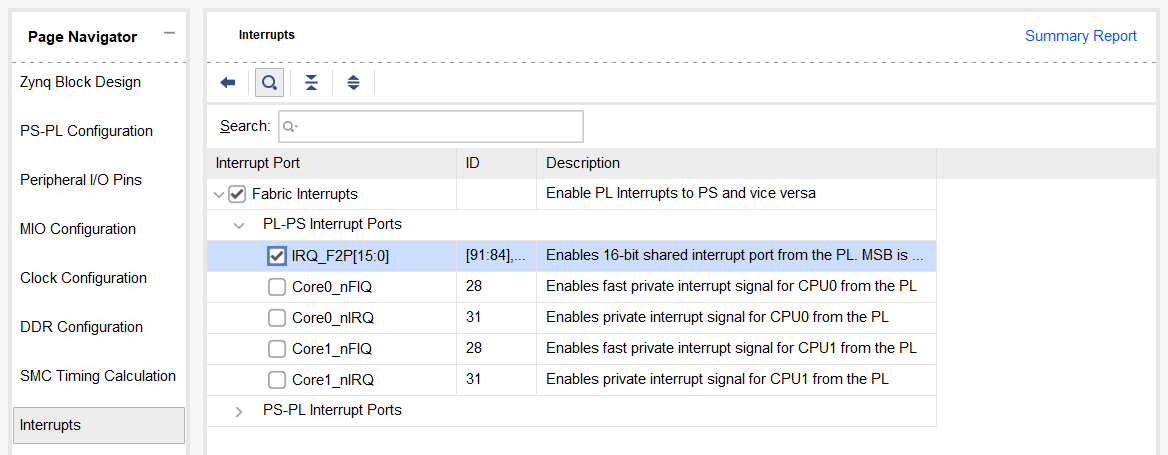 Page Navigator
Zynq Block Design
PS-PL Configuration
Peripheral I/O Pins
MIO Configuration
Clock Configuration
DDR Configuration
SMC Timing Calculation
Interrupts
Interrupts
Summary Report
Search:
Interrupt Port ID Description
Fabric Interrupts Enable PL Interrupts to PS and vice versa
PL-PS Interrupt Ports
IRQ_F2P[15:0] [91:84],... Enables 16-bit shared interrupt port from the PL. MSB is ...
Core0_nFIQ 28 Enables fast private interrupt signal for CPU0 from the PL
Core0_nIRQ 31 Enables private interrupt signal for CPU0 from the PL
Core1_nFIQ 28 Enables fast private interrupt signal for CPU1 from the PL
Core1_nIRQ 31 Enables private interrupt signal for CPU1 from the PL
PS-PL Interrupt Ports